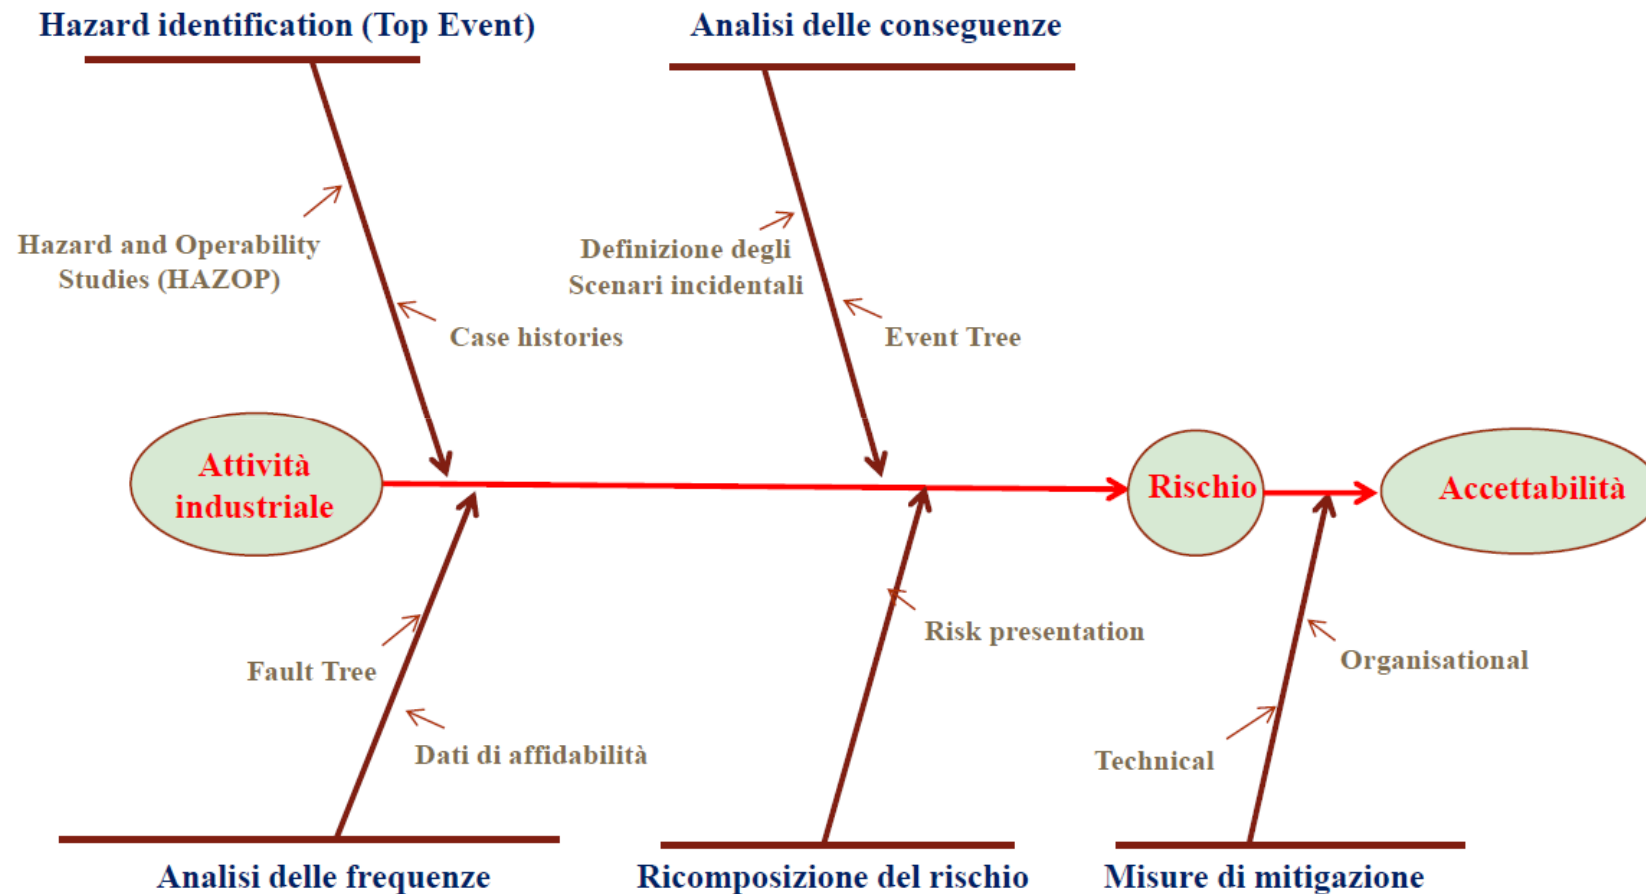 Hazard identification (Top Event)
Analisi delle conseguenze
Hazard and Operability
Studies (HAZOP)
Case histories
Definizione degli
Scenari incidentali
Event Tree
Attività
industriale
Rischio
Accettabilità
Fault Tree
Dati di affidabilità
Risk presentation
Organisational
Technical
Analisi delle frequenze
Ricomposizione del rischio
Misure di mitigazione